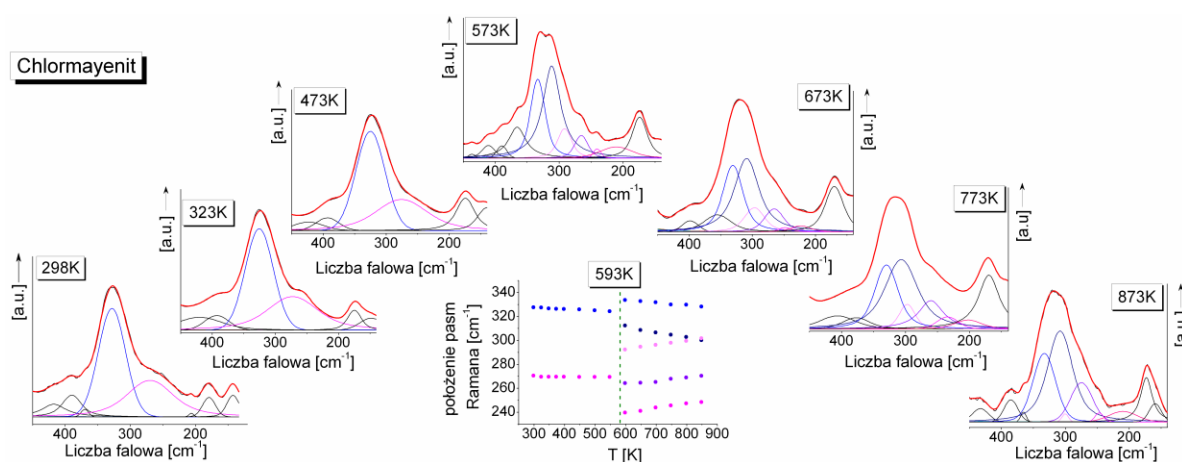 Chlormayenit
298K
[a.u.]
400 300 200
Liczba falowa [cm⁻¹]
323K
[a.u.]
400 300 200
Liczba falowa [cm⁻¹]
473K
[a.u.]
400 300 200
Liczba falowa [cm⁻¹]
573K
[a.u.]
400 300 200
Liczba falowa [cm⁻¹]
673K
[a.u.]
400 300 200
Liczba falowa [cm⁻¹]
773K
[a.u]
400 300 200
Liczba falowa [cm⁻¹]
873K
[a.u.]
400 300 200
Liczba falowa [cm⁻¹]
593K
położenie pasm
Ramana [cm⁻¹]
340
320
300
280
260
240
300 400 500 600 700 800 900
T [K]